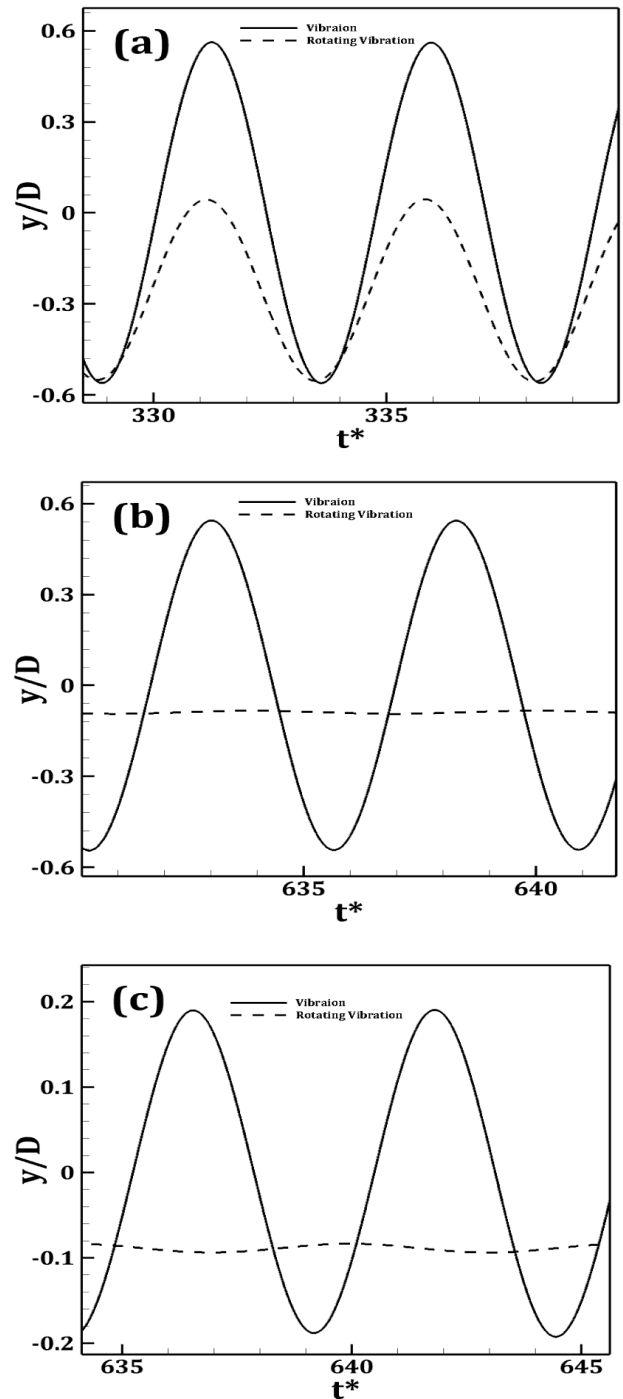 (a)
Vibraion
Rotating Vibration
0.6
0.3
0
-0.3
-0.6
y/D
330
335
t*
(b)
Vibraion
Rotating Vibration
0.6
0.3
0
-0.3
-0.6
y/D
635
640
t*
(c)
Vibraion
Rotating Vibration
0.2
0.1
0
-0.1
-0.2
y/D
635
640
645
t*